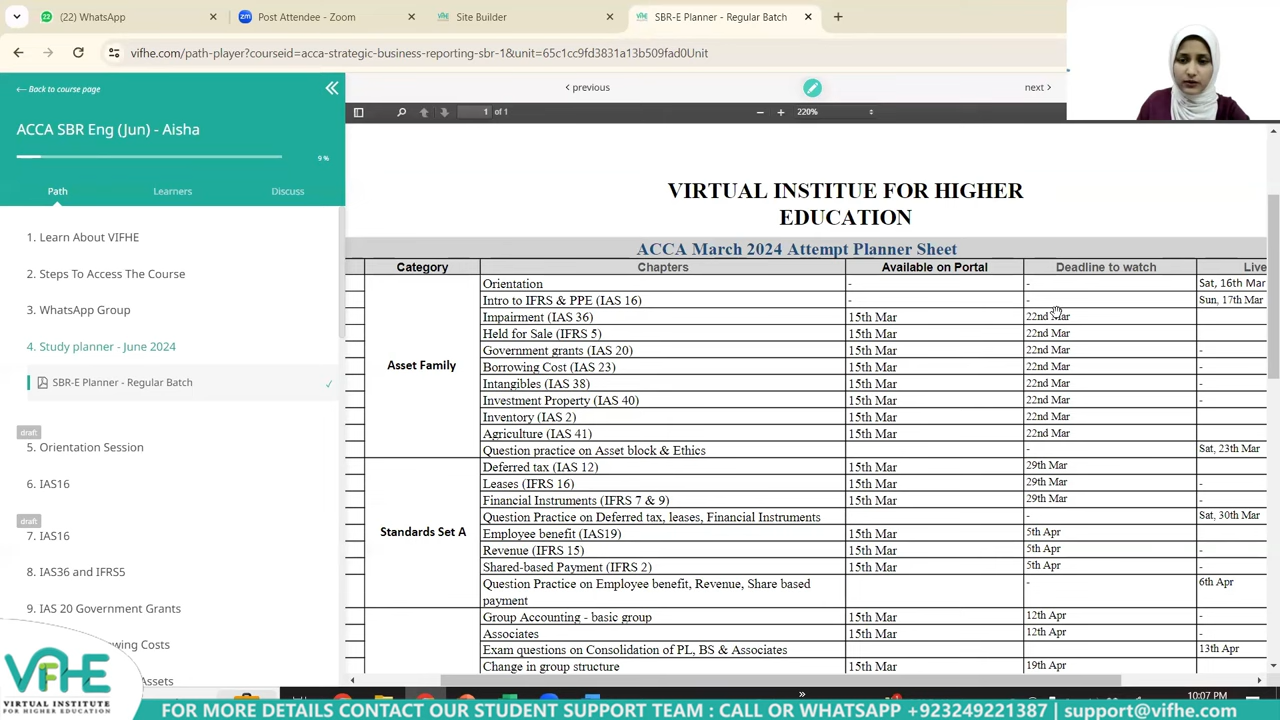 (22) WhatsApp
Post Attendee - Zoom
Site Builder
SBR-E Planner - Regular Batch
vifhe.com/path-player?courseid=acca-strategic-business-reporting-sbr-1&unit=65c1cc9fd3831a13b509fad0Unit
Back to course page
ACCA SBR Eng (Jun) - Aisha
9 %
Path Learners Discuss
1. Learn About VIFHE
2. Steps To Access The Course
3. WhatsApp Group
4. Study planner - June 2024
SBR-E Planner - Regular Batch
draft
5. Orientation Session
6. IAS16
draft
7. IAS16
8. IAS36 and IFRS5
9. IAS 20 Government Grants
wing Costs
Assets
previous
next
1 of 1
220%
VIRTUAL INSTITUE FOR HIGHER
EDUCATION
ACCA March 2024 Attempt Planner Sheet
Category Chapters Available on Portal Deadline to watch Live
Asset Family
Orientation - - Sat, 16th Mar
Intro to IFRS & PPE (IAS 16) - - Sun, 17th Mar
Impairment (IAS 36) 15th Mar 22nd Mar
Held for Sale (IFRS 5) 15th Mar 22nd Mar
Government grants (IAS 20) 15th Mar 22nd Mar -
Borrowing Cost (IAS 23) 15th Mar 22nd Mar -
Intangibles (IAS 38) 15th Mar 22nd Mar -
Investment Property (IAS 40) 15th Mar 22nd Mar -
Inventory (IAS 2) 15th Mar 22nd Mar
Agriculture (IAS 41) 15th Mar 22nd Mar
Question practice on Asset block & Ethics - Sat, 23th Mar
Standards Set A
Deferred tax (IAS 12) 15th Mar 29th Mar
Leases (IFRS 16) 15th Mar 29th Mar -
Financial Instruments (IFRS 7 & 9) 15th Mar 29th Mar -
Question Practice on Deferred tax, leases, Financial Instruments - Sat, 30th Mar
Employee benefit (IAS19) 15th Mar 5th Apr
Revenue (IFRS 15) 15th Mar 5th Apr -
Shared-based Payment (IFRS 2) 15th Mar 5th Apr -
Question Practice on Employee benefit, Revenue, Share based - 6th Apr
payment
Group Accounting - basic group 15th Mar 12th Apr -
Associates 15th Mar 12th Apr -
Exam questions on Consolidation of PL, BS & Associates 13th Apr
Change in group structure 15th Mar 19th Apr -
10:07 PM
VIFHE
VIRTUAL INSTITUTE
FOR HIGHER EDUCATION
FOR MORE DETAILS CONTACT OUR STUDENT SUPPORT TEAM : CALL OR WHATSAPP +923249221387 | support@vifhe.com